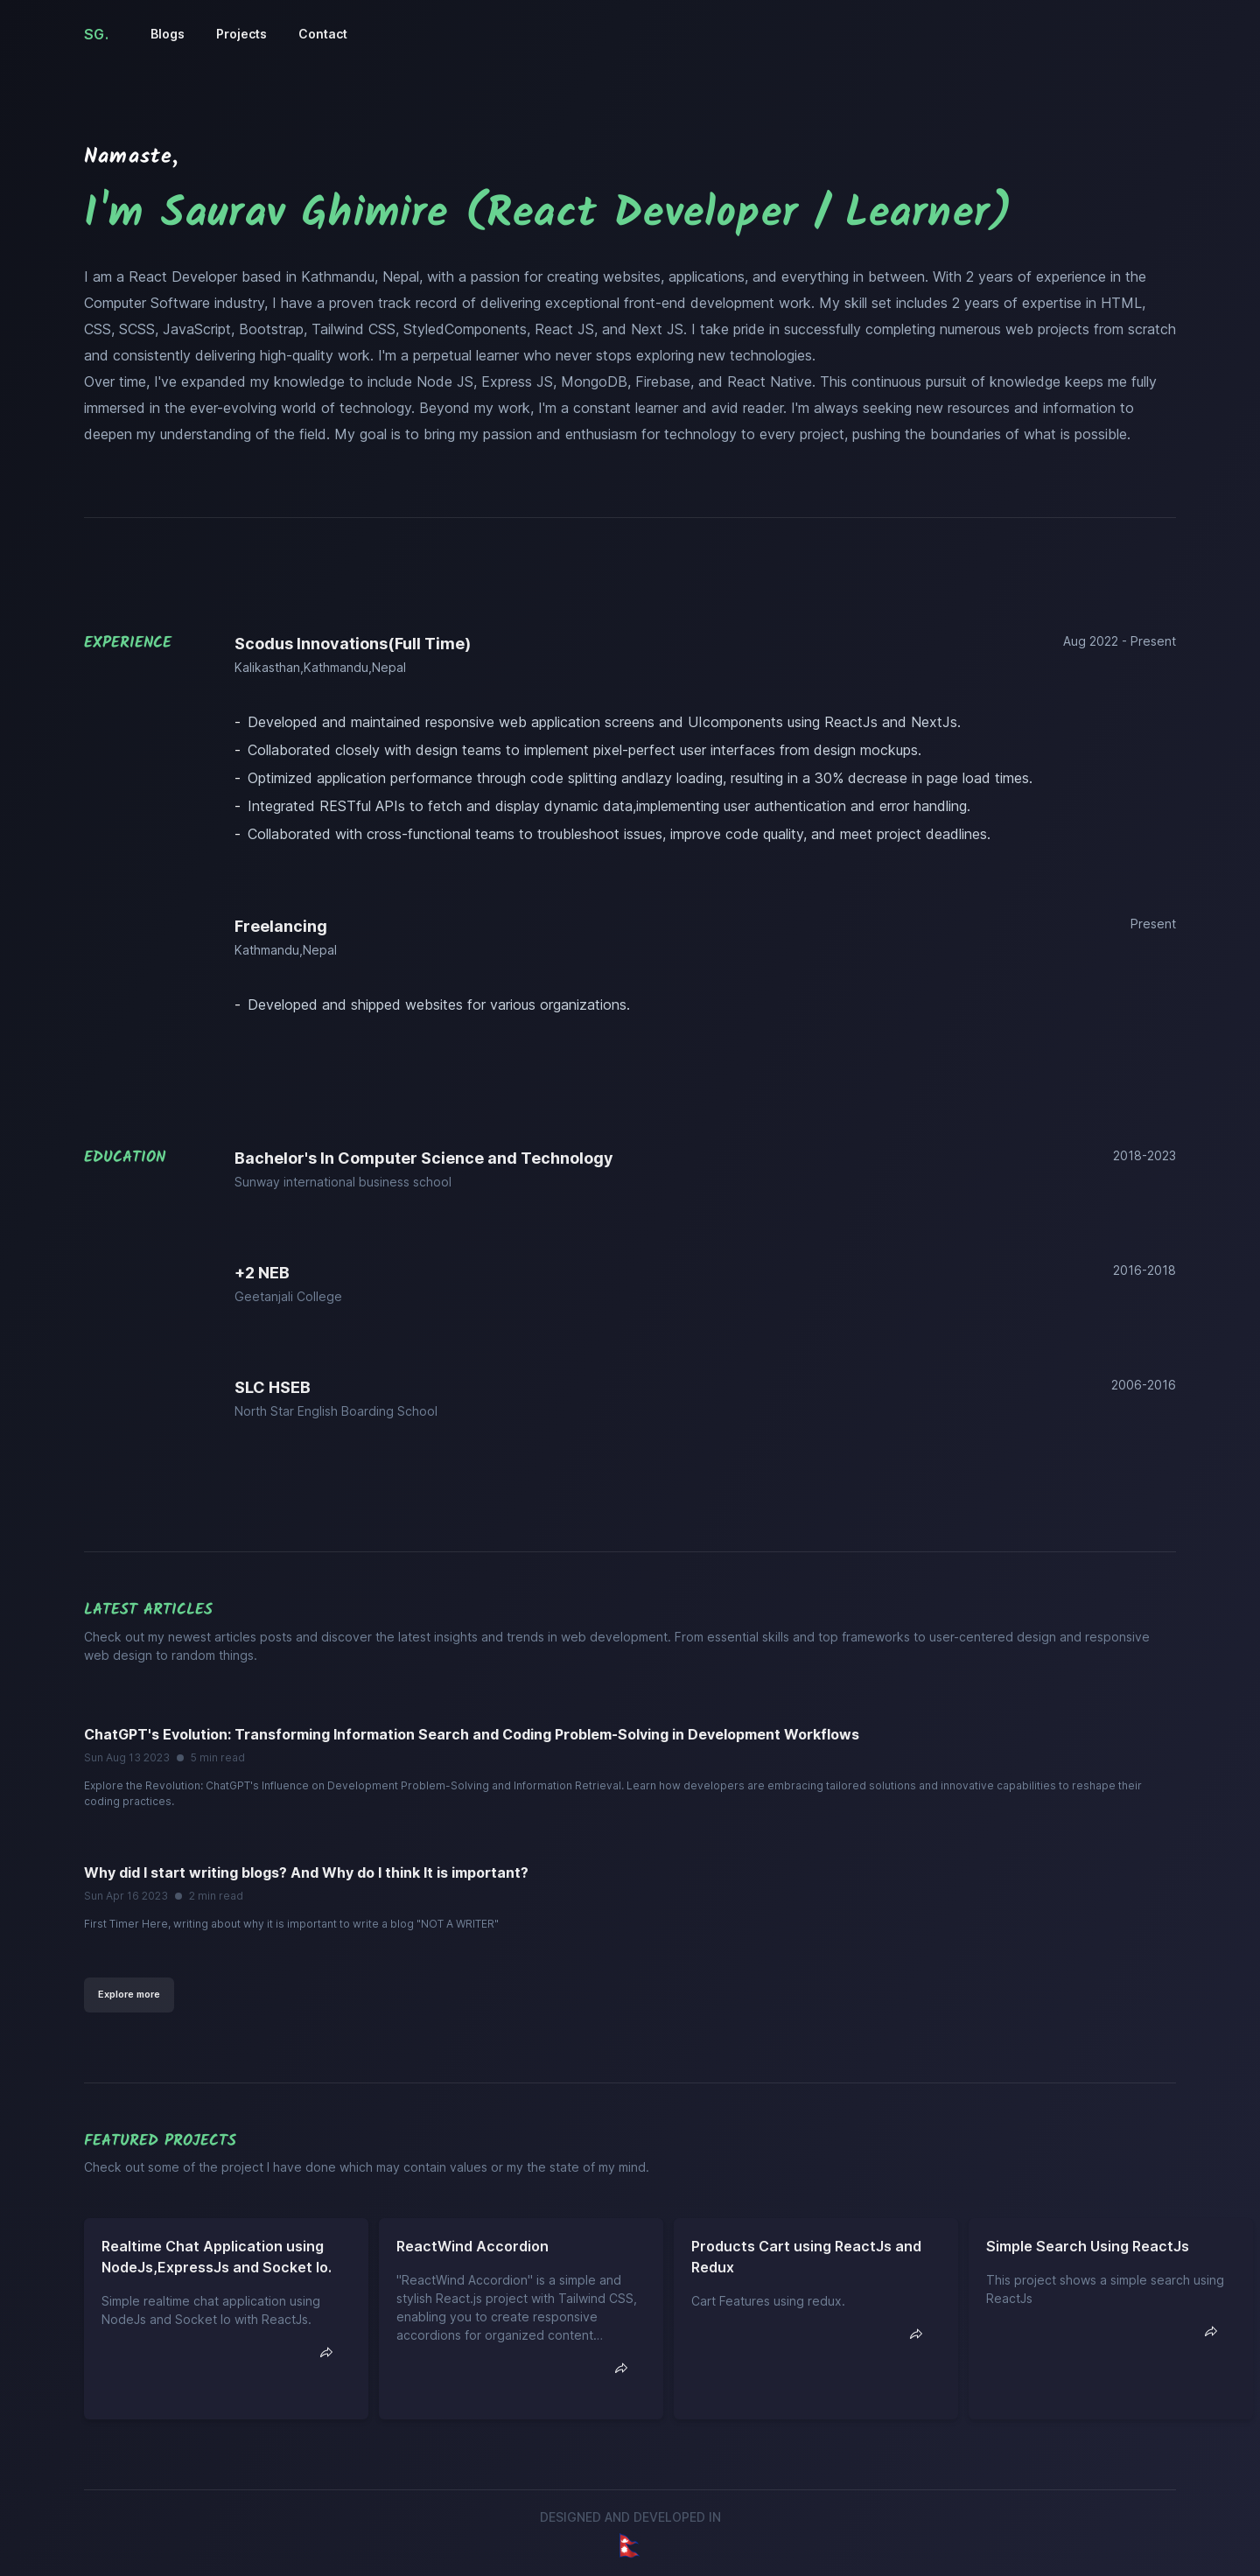 SG. Blogs Projects Contact
Namaste,
I'm Saurav Ghimire (React Developer / Learner)
I am a React Developer based in Kathmandu, Nepal, with a passion for creating websites, applications, and everything in between. With 2 years of experience in the
Computer Software industry, I have a proven track record of delivering exceptional front-end development work. My skill set includes 2 years of expertise in HTML,
CSS, SCSS, JavaScript, Bootstrap, Tailwind CSS, StyledComponents, React JS, and Next JS. I take pride in successfully completing numerous web projects from scratch
and consistently delivering high-quality work. I'm a perpetual learner who never stops exploring new technologies.
Over time, I've expanded my knowledge to include Node JS, Express JS, MongoDB, Firebase, and React Native. This continuous pursuit of knowledge keeps me fully
immersed in the ever-evolving world of technology. Beyond my work, I'm a constant learner and avid reader. I'm always seeking new resources and information to
deepen my understanding of the field. My goal is to bring my passion and enthusiasm for technology to every project, pushing the boundaries of what is possible.
EXPERIENCE
Scodus Innovations(Full Time)
Aug 2022 - Present
Kalikasthan,Kathmandu,Nepal
- Developed and maintained responsive web application screens and UIcomponents using ReactJs and NextJs.
- Collaborated closely with design teams to implement pixel-perfect user interfaces from design mockups.
- Optimized application performance through code splitting andlazy loading, resulting in a 30% decrease in page load times.
- Integrated RESTful APIs to fetch and display dynamic data,implementing user authentication and error handling.
- Collaborated with cross-functional teams to troubleshoot issues, improve code quality, and meet project deadlines.
Freelancing
Present
Kathmandu,Nepal
- Developed and shipped websites for various organizations.
EDUCATION
Bachelor's In Computer Science and Technology
2018-2023
Sunway international business school
+2 NEB
2016-2018
Geetanjali College
SLC HSEB
2006-2016
North Star English Boarding School
LATEST ARTICLES
Check out my newest articles posts and discover the latest insights and trends in web development. From essential skills and top frameworks to user-centered design and responsive
web design to random things.
ChatGPT's Evolution: Transforming Information Search and Coding Problem-Solving in Development Workflows
Sun Aug 13 2023 ● 5 min read
Explore the Revolution: ChatGPT's Influence on Development Problem-Solving and Information Retrieval. Learn how developers are embracing tailored solutions and innovative capabilities to reshape their
coding practices.
Why did I start writing blogs? And Why do I think It is important?
Sun Apr 16 2023 ● 2 min read
First Timer Here, writing about why it is important to write a blog "NOT A WRITER"
Explore more
FEATURED PROJECTS
Check out some of the project I have done which may contain values or my the state of my mind.
Realtime Chat Application using
NodeJs,ExpressJs and Socket Io.
Simple realtime chat application using
NodeJs and Socket Io with ReactJs.
ReactWind Accordion
"ReactWind Accordion" is a simple and
stylish React.js project with Tailwind CSS,
enabling you to create responsive
accordions for organized content...
Products Cart using ReactJs and
Redux
Cart Features using redux.
Simple Search Using ReactJs
This project shows a simple search using
ReactJs
DESIGNED AND DEVELOPED IN